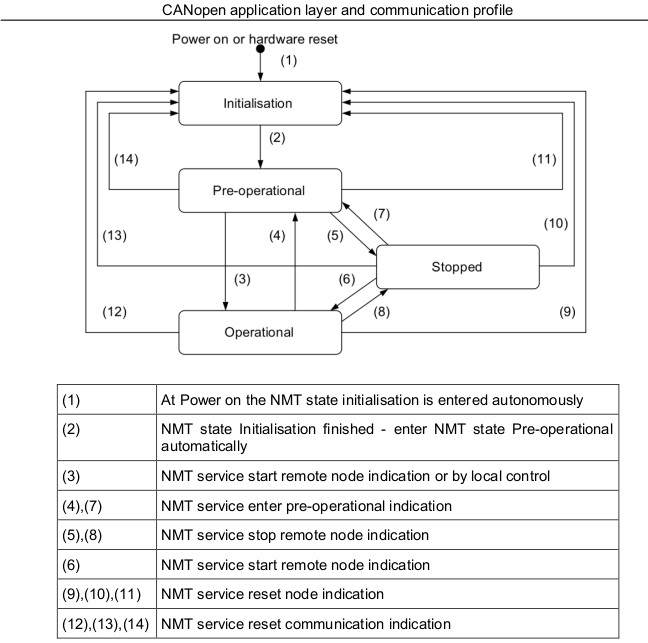 CANopen application layer and communication profile
Power on or hardware reset
(1)
Initialisation
(2)
(14)
(11)
Pre-operational
(7)
(10)
(13)
(4)
(5)
Stopped
(3)
(6)
(12)
(8)
(9)
Operational
(1) At Power on the NMT state initialisation is entered autonomously
(2) NMT state Initialisation finished - enter NMT state Pre-operational
automatically
(3) NMT service start remote node indication or by local control
(4),(7) NMT service enter pre-operational indication
(5),(8) NMT service stop remote node indication
(6) NMT service start remote node indication
(9),(10),(11) NMT service reset node indication
(12),(13),(14) NMT service reset communication indication